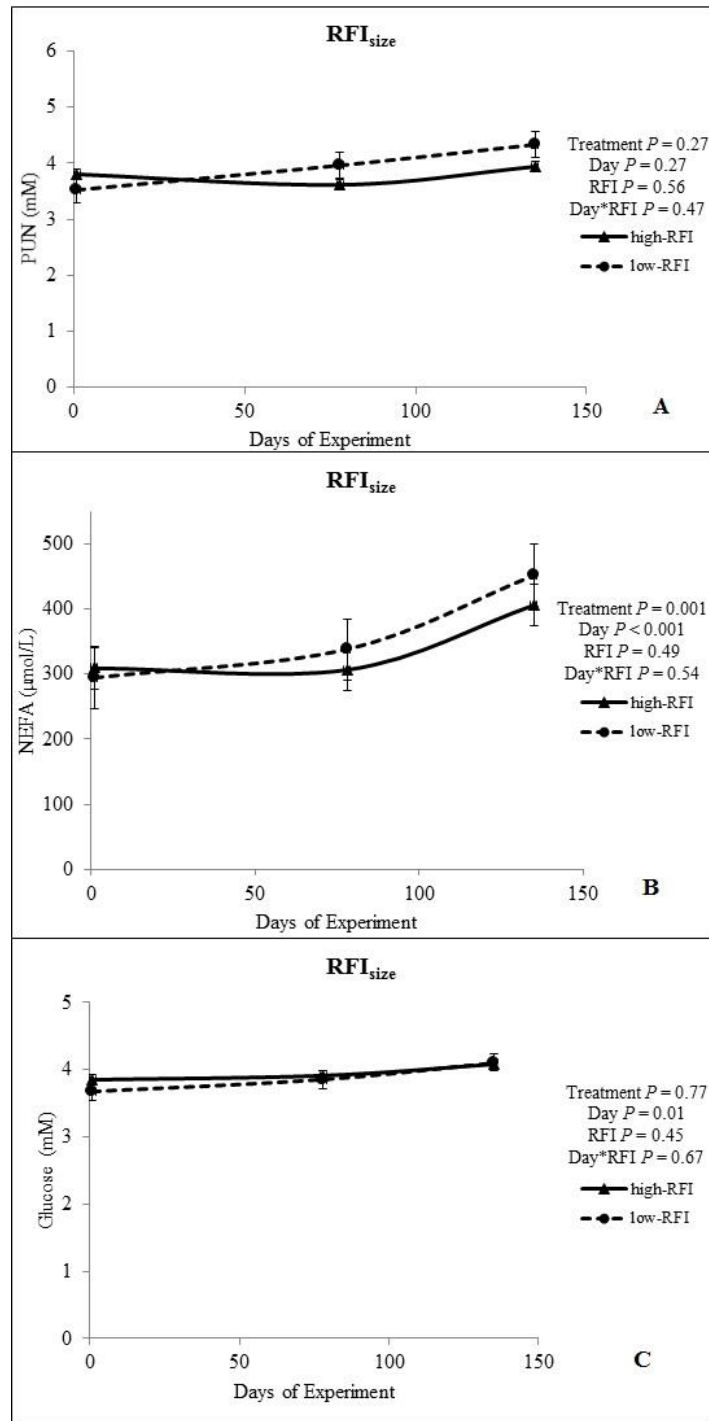 RFIsize
6
5
4
3
2
1
0
PUN (mM)
0
50
100
150
Days of Experiment
Treatment P = 0.27
Day P = 0.27
RFI P = 0.56
Day*RFI P = 0.47
high-RFI
low-RFI
A
RFIsize
500
400
300
200
100
0
NEFA (µmol/L)
0
50
100
150
Days of Experiment
Treatment P = 0.001
Day P < 0.001
RFI P = 0.49
Day*RFI P = 0.54
high-RFI
low-RFI
B
RFIsize
5
4
3
2
1
0
Glucose (mM)
0
50
100
150
Days of Experiment
Treatment P = 0.77
Day P = 0.01
RFI P = 0.45
Day*RFI P = 0.67
high-RFI
low-RFI
C